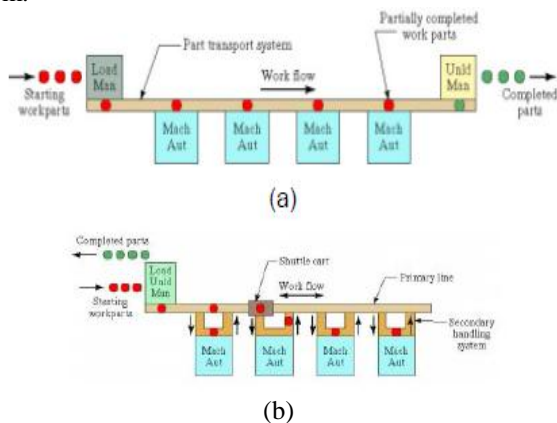 Part transport system
Partially completed
work parts
Load
Man
Work flow
Unld
Man
Starting
workparts
Completed
parts
Mach
Aut
Mach
Aut
Mach
Aut
Mach
Aut
(a)
Completed parts
Load
Unld
Man
Starting
workparts
Shuttle cart
Work flow
Primary line
Secondary
handling
system
Mach
Aut
Mach
Aut
Mach
Aut
Mach
Aut
(b)